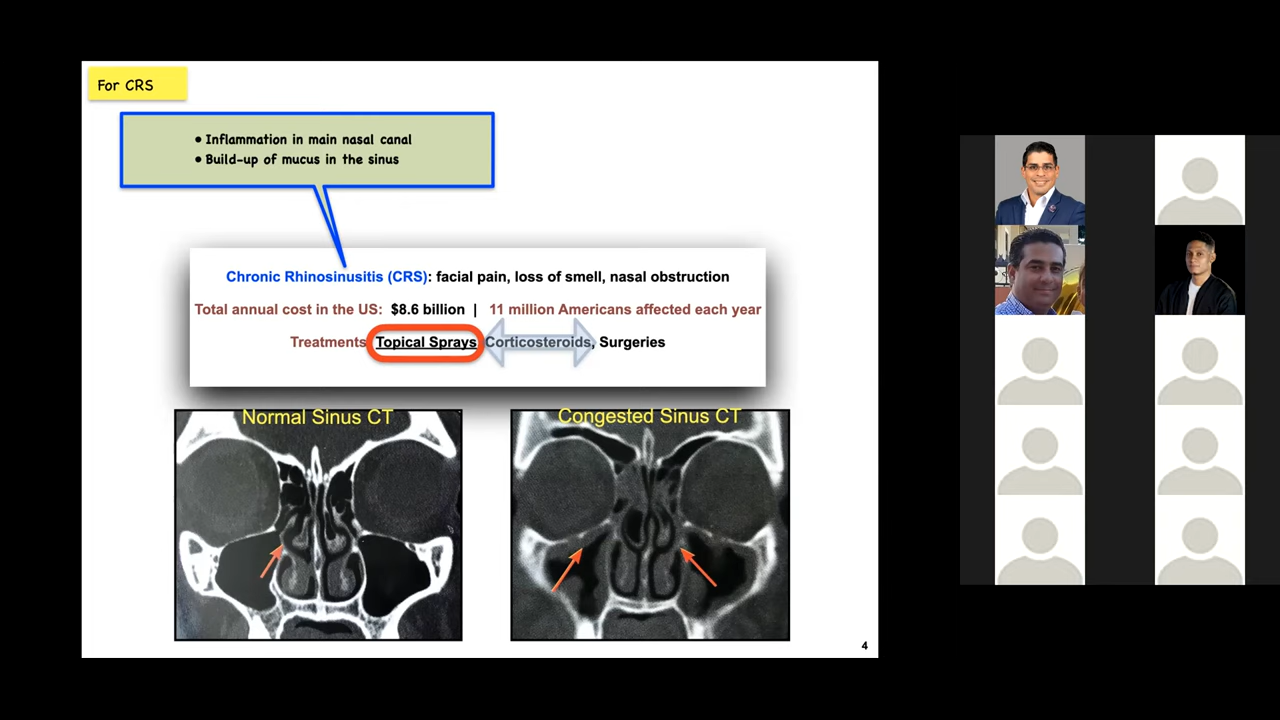 For CRS
• Inflammation in main nasal canal
• Build-up of mucus in the sinus
Chronic Rhinosinusitis (CRS): facial pain, loss of smell, nasal obstruction
Total annual cost in the US: $8.6 billion | 11 million Americans affected each year
Treatments Topical Sprays Corticosteroids, Surgeries
Normal Sinus CT
Congested Sinus CT
4